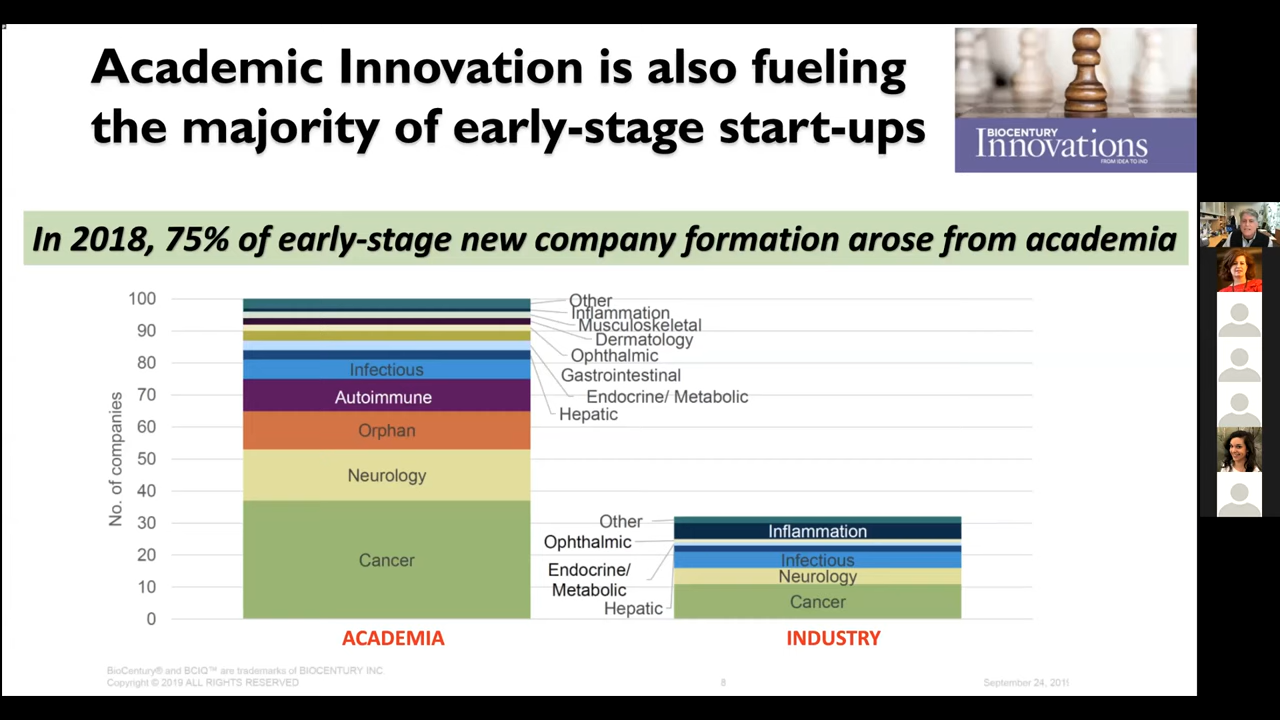 Academic Innovation is also fueling
the majority of early-stage start-ups
BIOCENTURY
Innovations
FROM IDEA TO IND
In 2018, 75% of early-stage new company formation arose from academia
No. of companies
100
90
80
70
60
50
40
30
20
10
0
Infectious
Autoimmune
Orphan
Neurology
Cancer
Other
Inflammation
Musculoskeletal
Dermatology
Ophthalmic
Gastrointestinal
Endocrine/ Metabolic
Hepatic
Other
Ophthalmic
Endocrine/
Metabolic
Hepatic
Inflammation
Infectious
Neurology
Cancer
ACADEMIA
INDUSTRY
BioCentury® and BCIQ™ are trademarks of BIOCENTURY INC
Copyright © 2019 ALL RIGHTS RESERVED
8
September 24, 2019